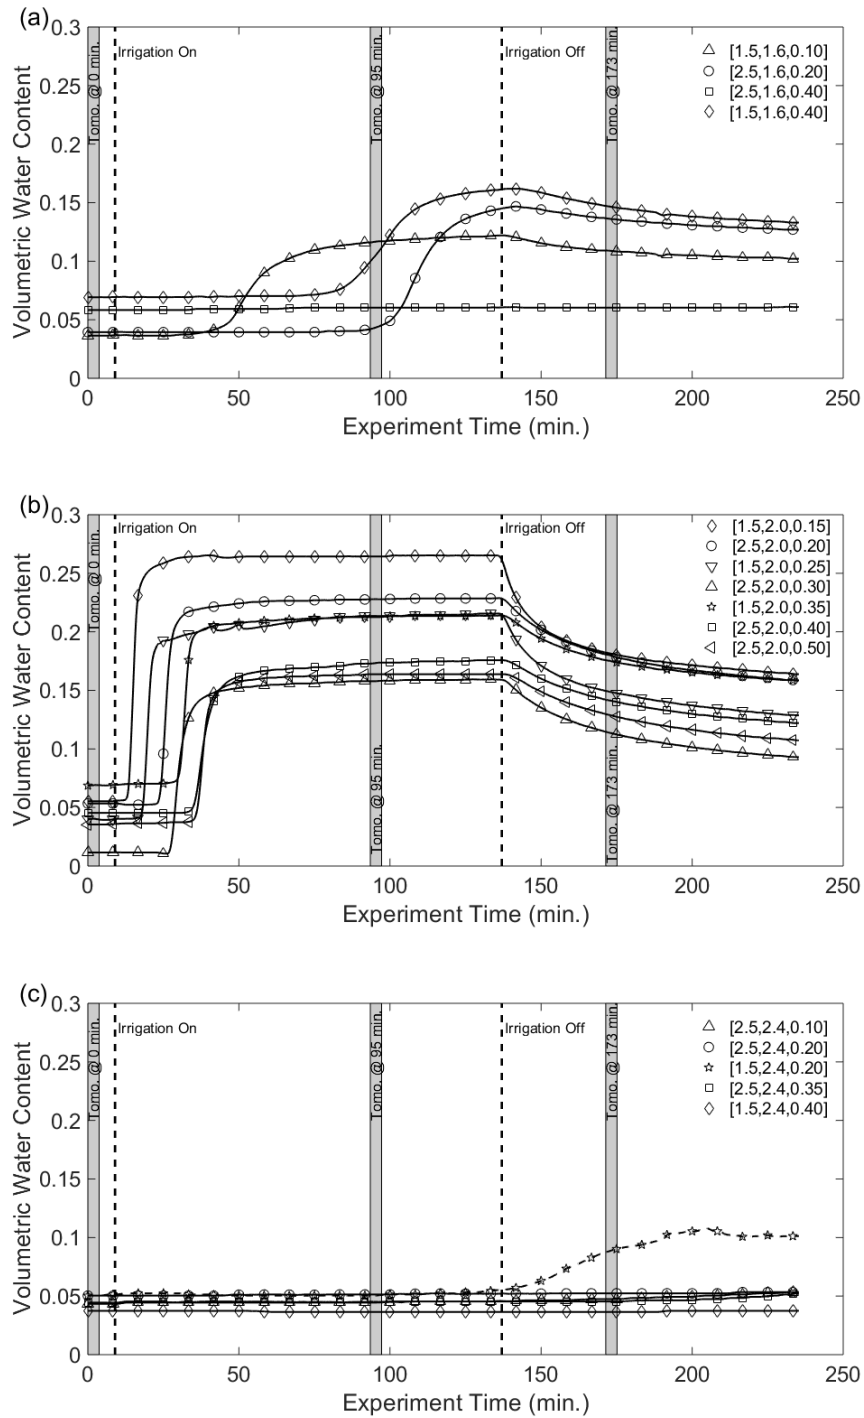 (a)
0.3
0.25
0.2
0.15
0.1
0.05
0
Volumetric Water Content
Tomo. @ 0 min.
Irrigation On
Tomo. @ 95 min.
Irrigation Off
Tomo. @ 173 min.
[1.5,1.6,0.10]
[2.5,1.6,0.20]
[2.5,1.6,0.40]
[1.5,1.6,0.40]
0 50 100 150 200 250
Experiment Time (min.)
(b)
0.3
0.25
0.2
0.15
0.1
0.05
0
Volumetric Water Content
Tomo. @ 0 min.
Irrigation On
Tomo. @ 95 min.
Irrigation Off
Tomo. @ 173 min.
[1.5,2.0,0.15]
[2.5,2.0,0.20]
[1.5,2.0,0.25]
[2.5,2.0,0.30]
[1.5,2.0,0.35]
[2.5,2.0,0.40]
[2.5,2.0,0.50]
0 50 100 150 200 250
Experiment Time (min.)
(c)
0.3
0.25
0.2
0.15
0.1
0.05
0
Volumetric Water Content
Tomo. @ 0 min.
Irrigation On
Tomo. @ 95 min.
Irrigation Off
Tomo. @ 173 min.
[2.5,2.4,0.10]
[2.5,2.4,0.20]
[1.5,2.4,0.20]
[2.5,2.4,0.35]
[1.5,2.4,0.40]
0 50 100 150 200 250
Experiment Time (min.)